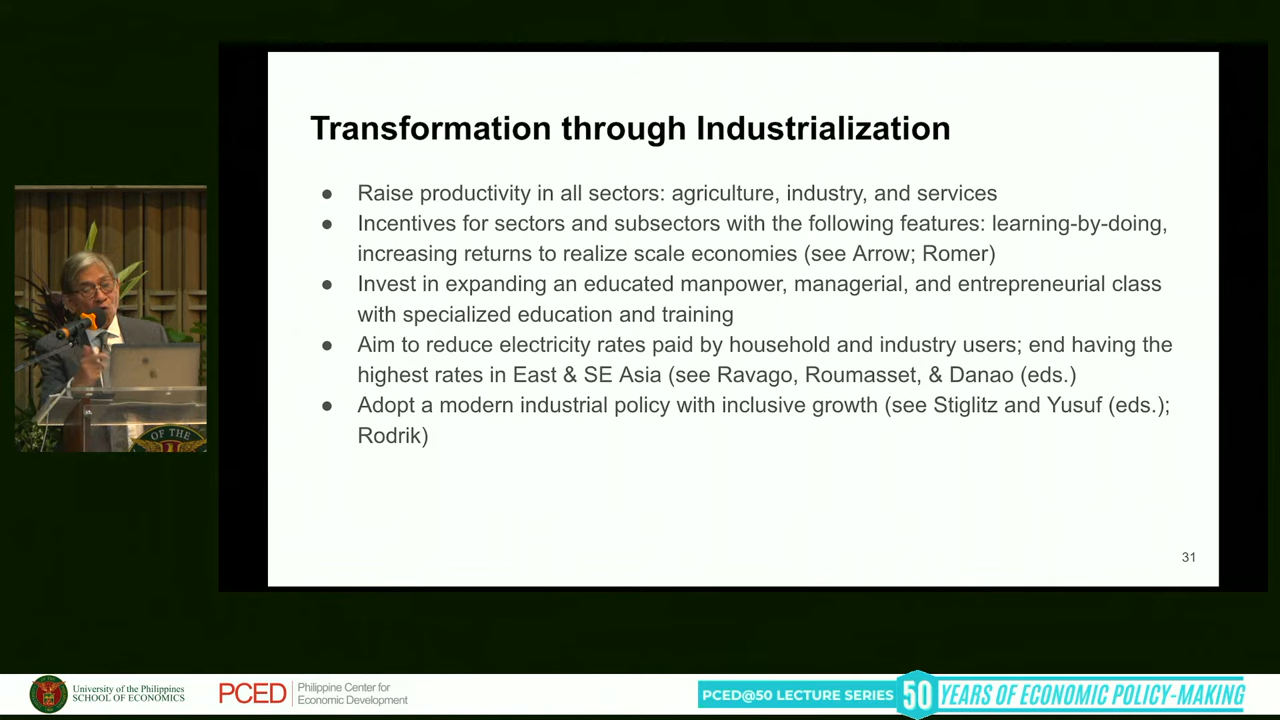 Transformation through Industrialization
● Raise productivity in all sectors: agriculture, industry, and services
● Incentives for sectors and subsectors with the following features: learning-by-doing,
increasing returns to realize scale economies (see Arrow; Romer)
● Invest in expanding an educated manpower, managerial, and entrepreneurial class
with specialized education and training
● Aim to reduce electricity rates paid by household and industry users; end having the
highest rates in East & SE Asia (see Ravago, Roumasset, & Danao (eds.)
● Adopt a modern industrial policy with inclusive growth (see Stiglitz and Yusuf (eds.);
Rodrik)
31
OF THE
University of the Philippines
SCHOOL OF ECONOMICS
PCED
Philippine Center for
Economic Development
PCED@50 LECTURE SERIES
50 YEARS OF ECONOMIC POLICY-MAKING